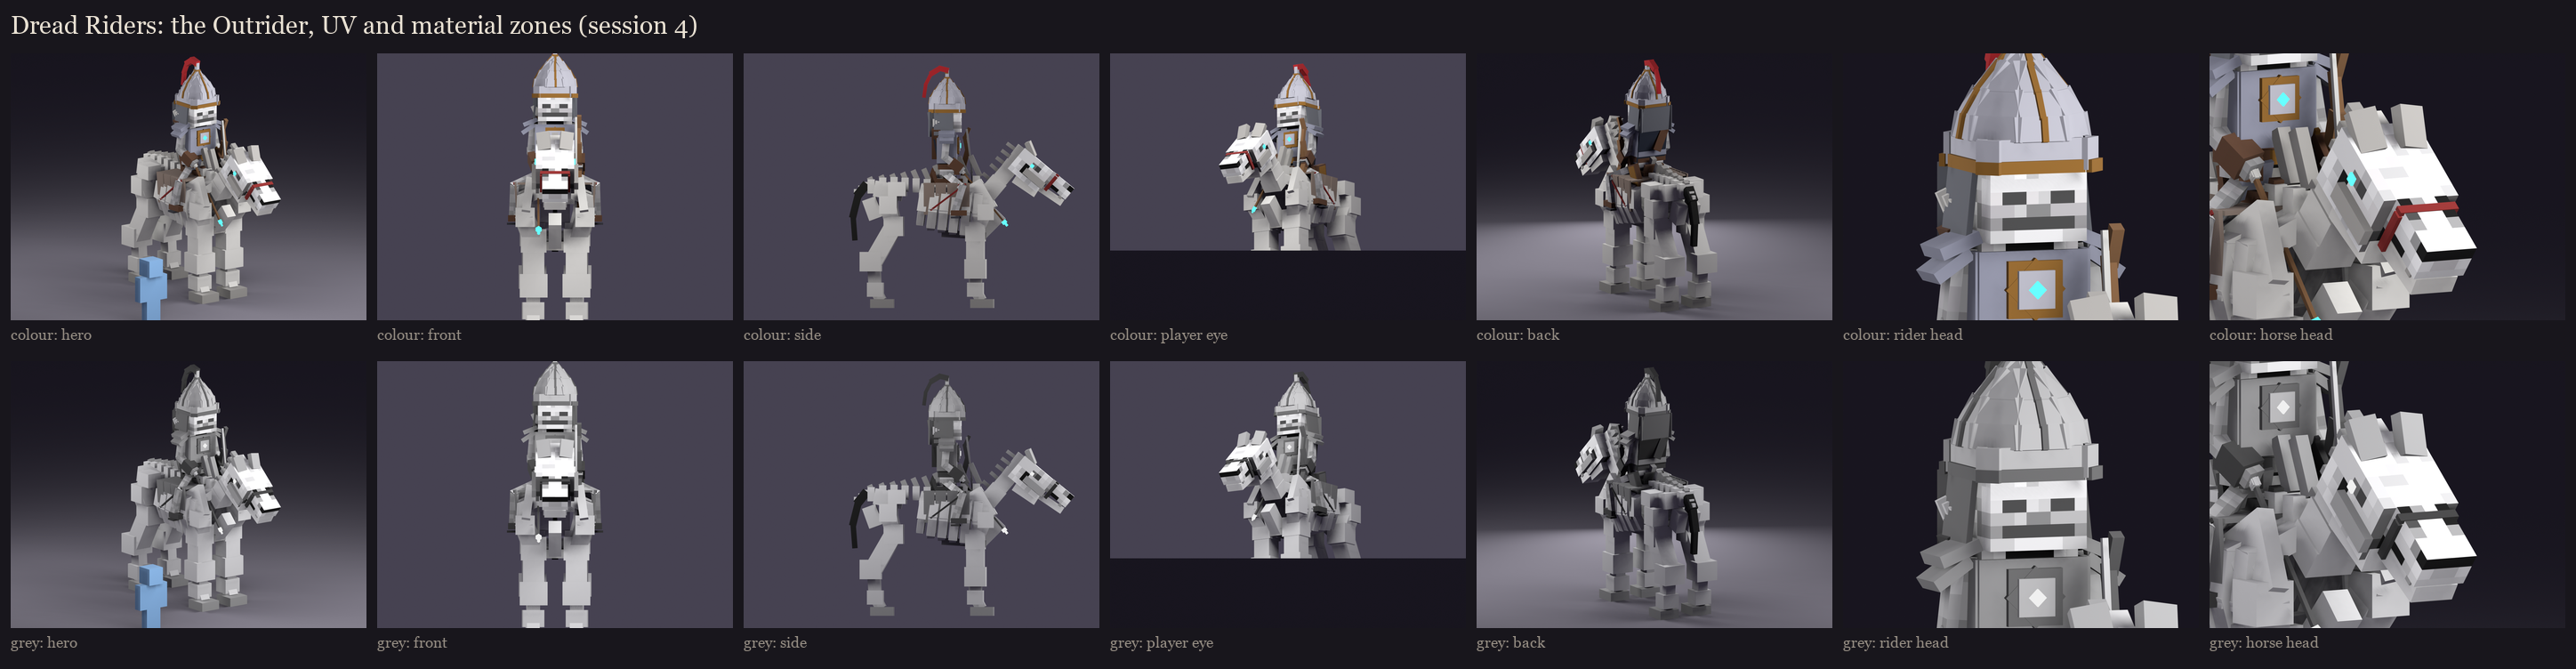 Dread Riders: the Outrider, UV and material zones (session 4)
colour: hero
colour: front
colour: side
colour: player eye
colour: back
colour: rider head
colour: horse head
grey: hero
grey: front
grey: side
grey: player eye
grey: back
grey: rider head
grey: horse head